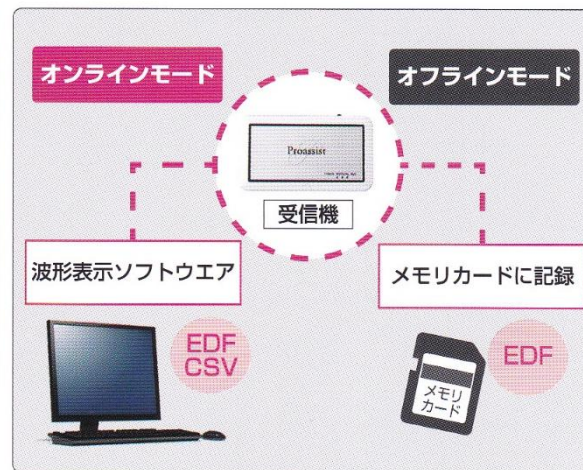 オンラインモード
オフラインモード
Proassist
受信機
波形表示ソフトウエア
メモリカードに記録
EDF
CSV
EDF
メモリ
カード